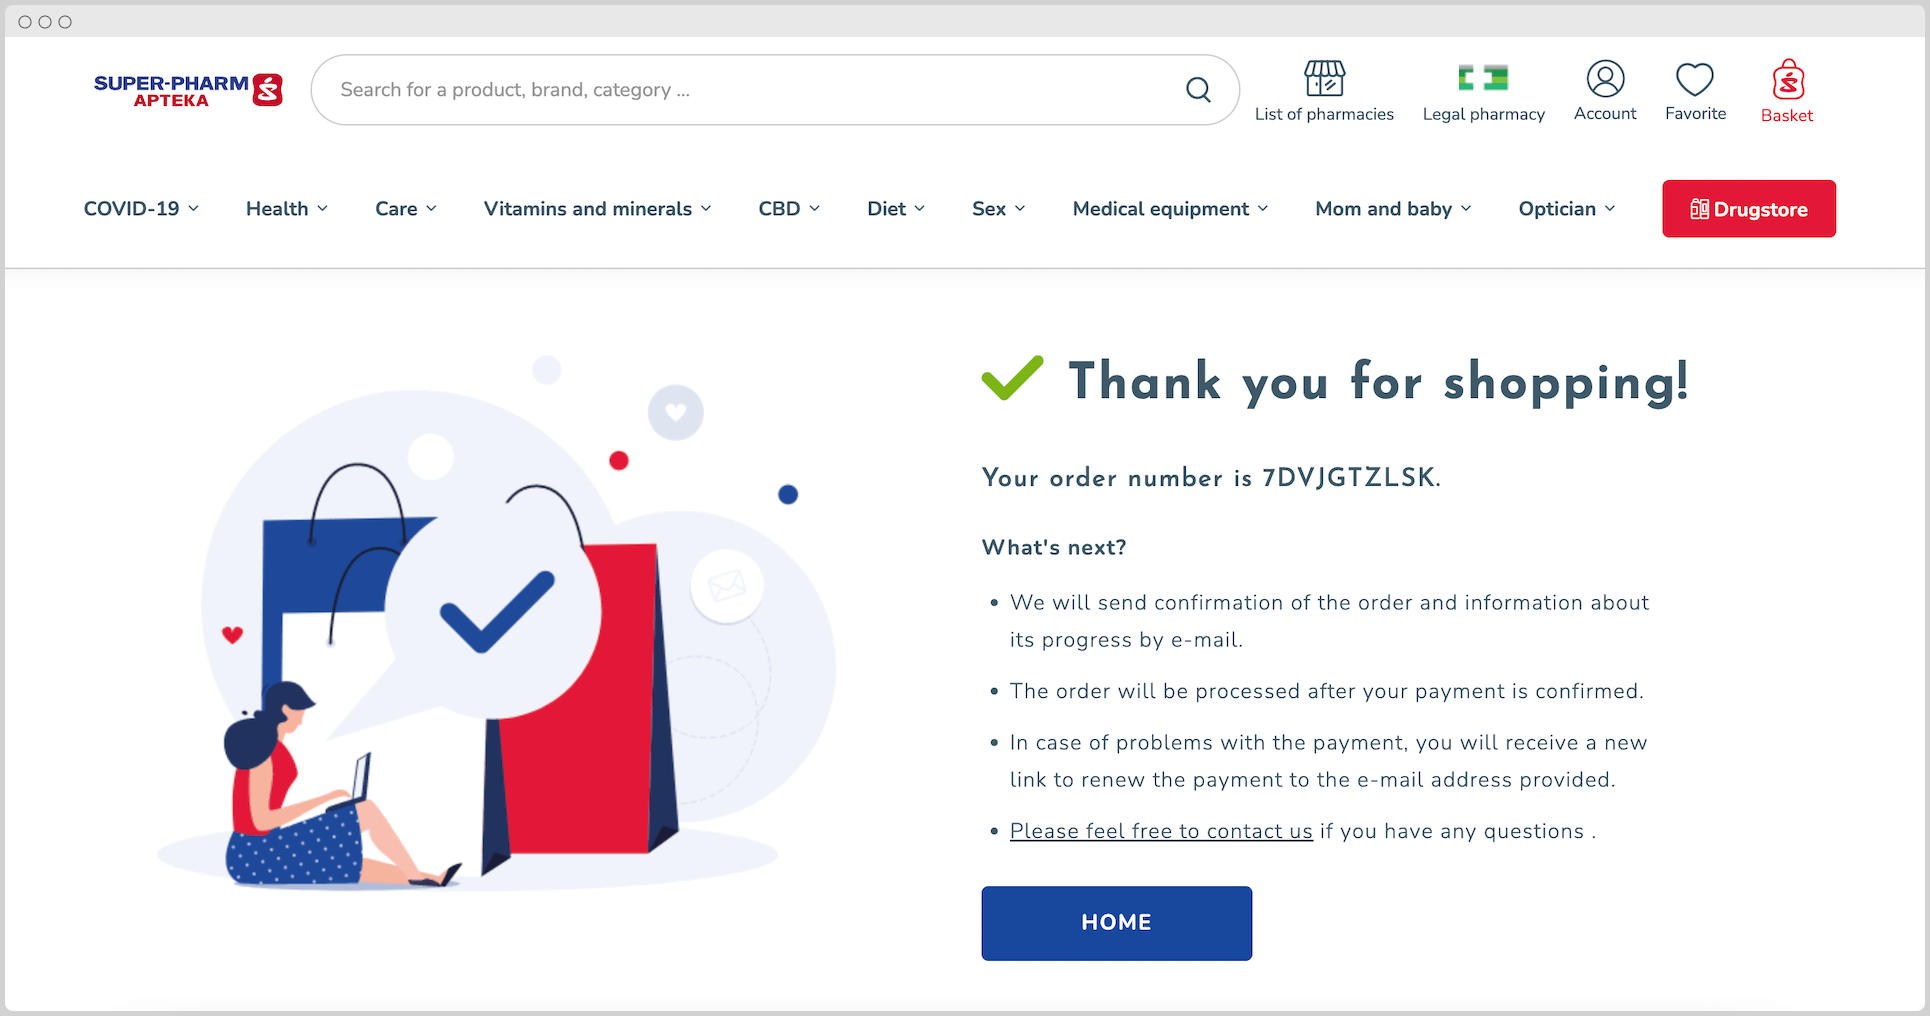 SUPER-PHARM
APTEKA
Search for a product, brand, category ...
List of pharmacies
Legal pharmacy
Account
Favorite
Basket
COVID-19
Health
Care
Vitamins and minerals
CBD
Diet
Sex
Medical equipment
Mom and baby
Optician
Drugstore
Thank you for shopping!
Your order number is 7DVJGTZLSK.
What's next?
• We will send confirmation of the order and information about
its progress by e-mail.
• The order will be processed after your payment is confirmed.
• In case of problems with the payment, you will receive a new
link to renew the payment to the e-mail address provided.
• Please feel free to contact us if you have any questions .
HOME